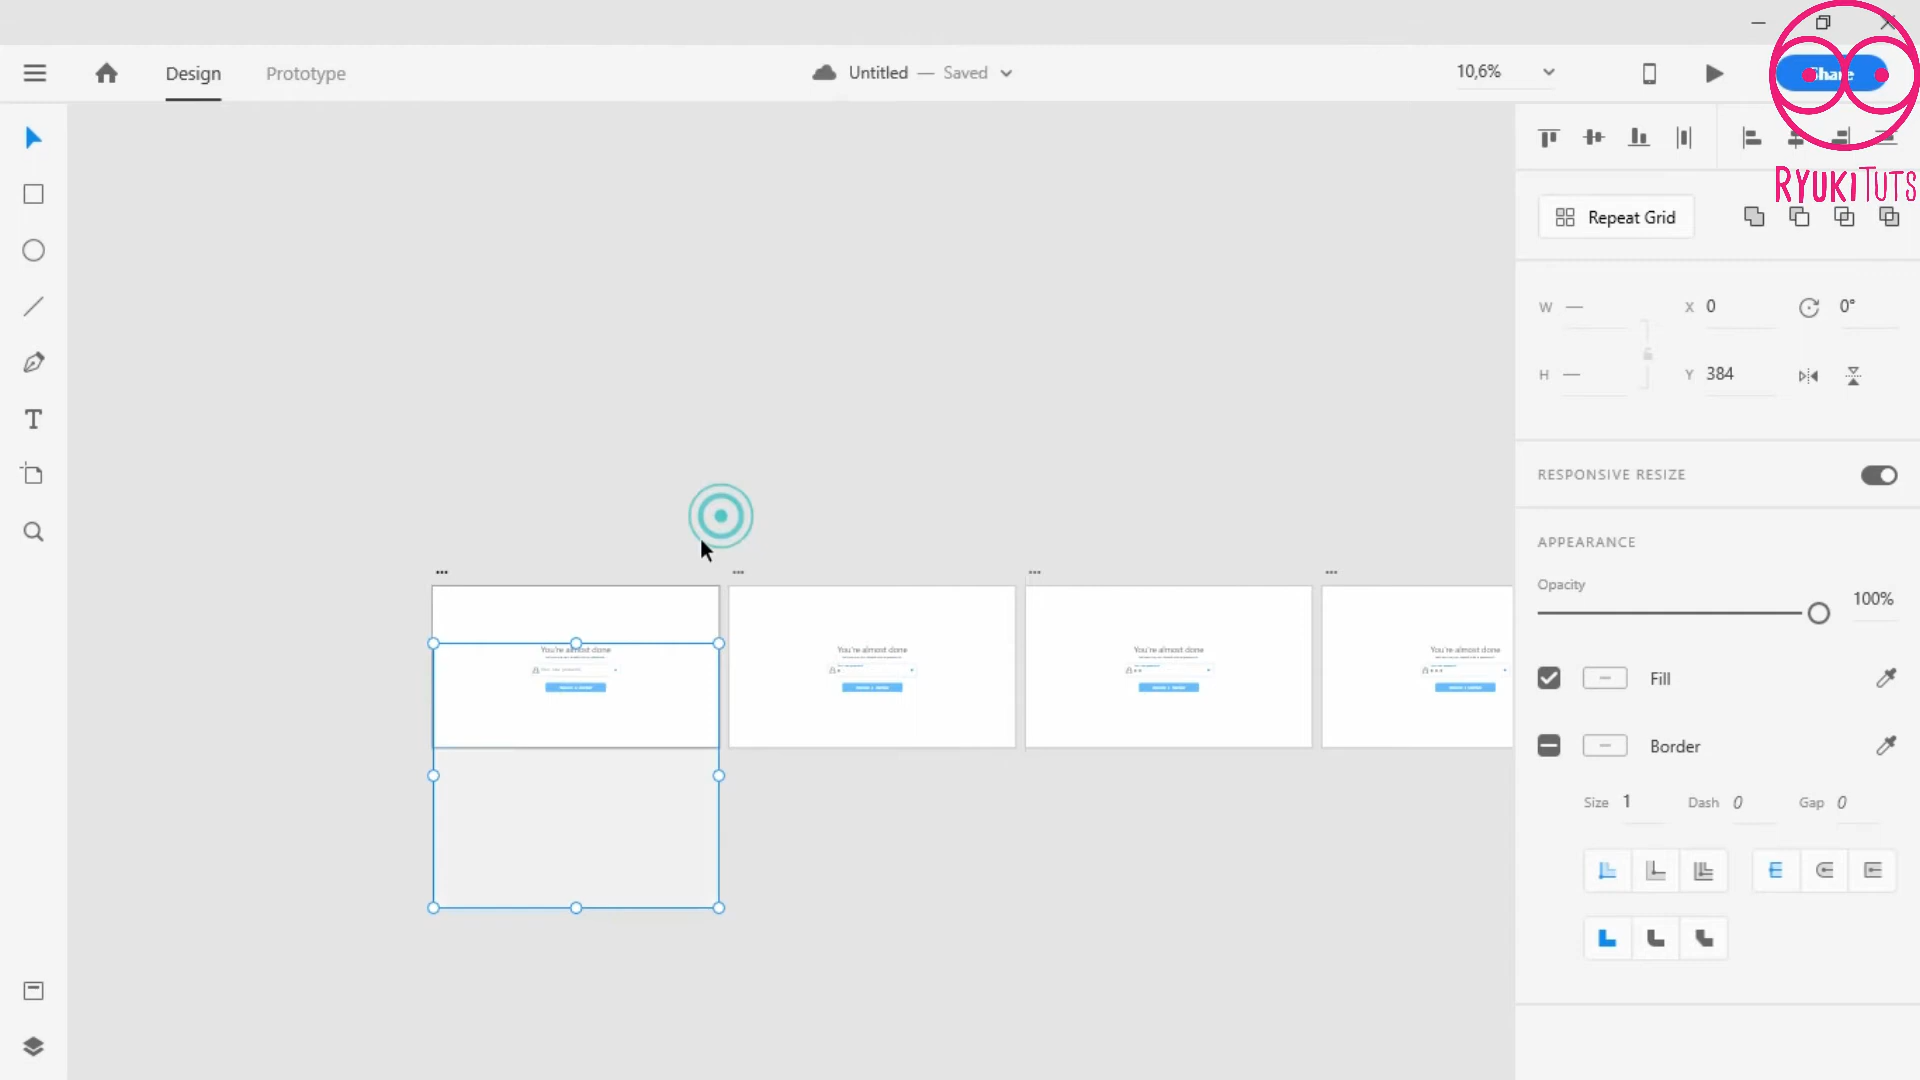 Design
Prototype
Untitled — Saved
10,6%
Share
RYUKITUTS
Repeat Grid
W —
X 0
0°
H —
Y 384
RESPONSIVE RESIZE
APPEARANCE
Opacity
100%
Fill
Border
Size 1
Dash 0
Gap 0
You're almost done
You're almost done
You're almost done
You're almost done